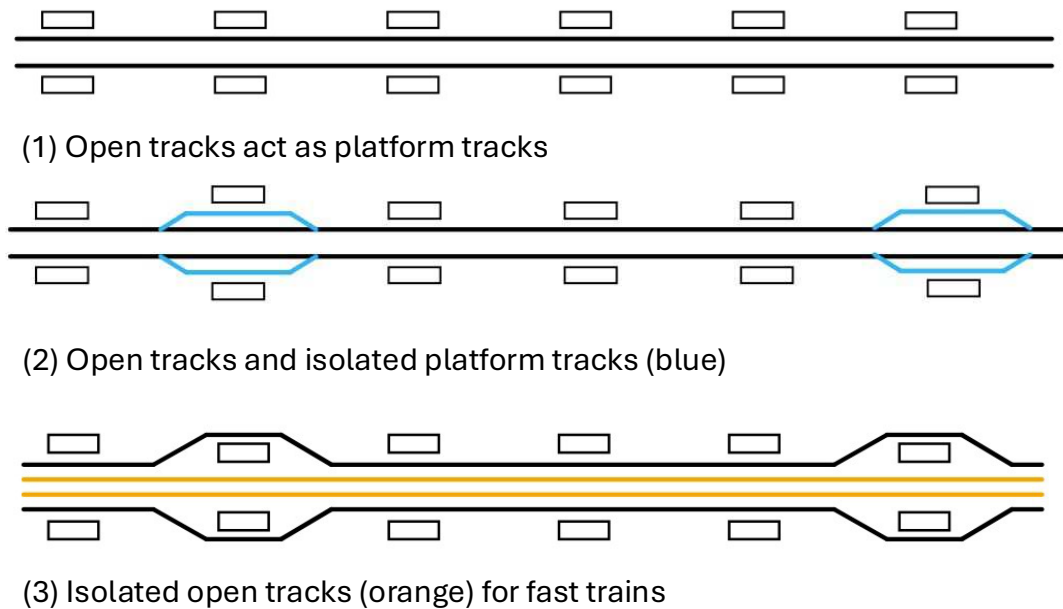 (1) Open tracks act as platform tracks
(2) Open tracks and isolated platform tracks (blue)
(3) Isolated open tracks (orange) for fast trains